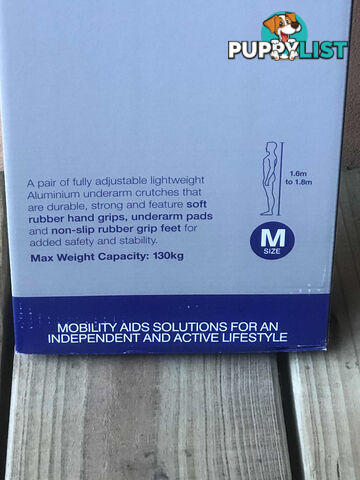 PUPPYLIST
A pair of fully adjustable lightweight
Aluminium underarm crutches that
are durable, strong and feature soft
rubber hand grips, underarm pads
and non-slip rubber grip feet for
added safety and stability.
Max Weight Capacity: 130kg
1.6m
to 1.8m
M
SIZE
MOBILITY AIDS SOLUTIONS FOR AN
INDEPENDENT AND ACTIVE LIFESTYLE